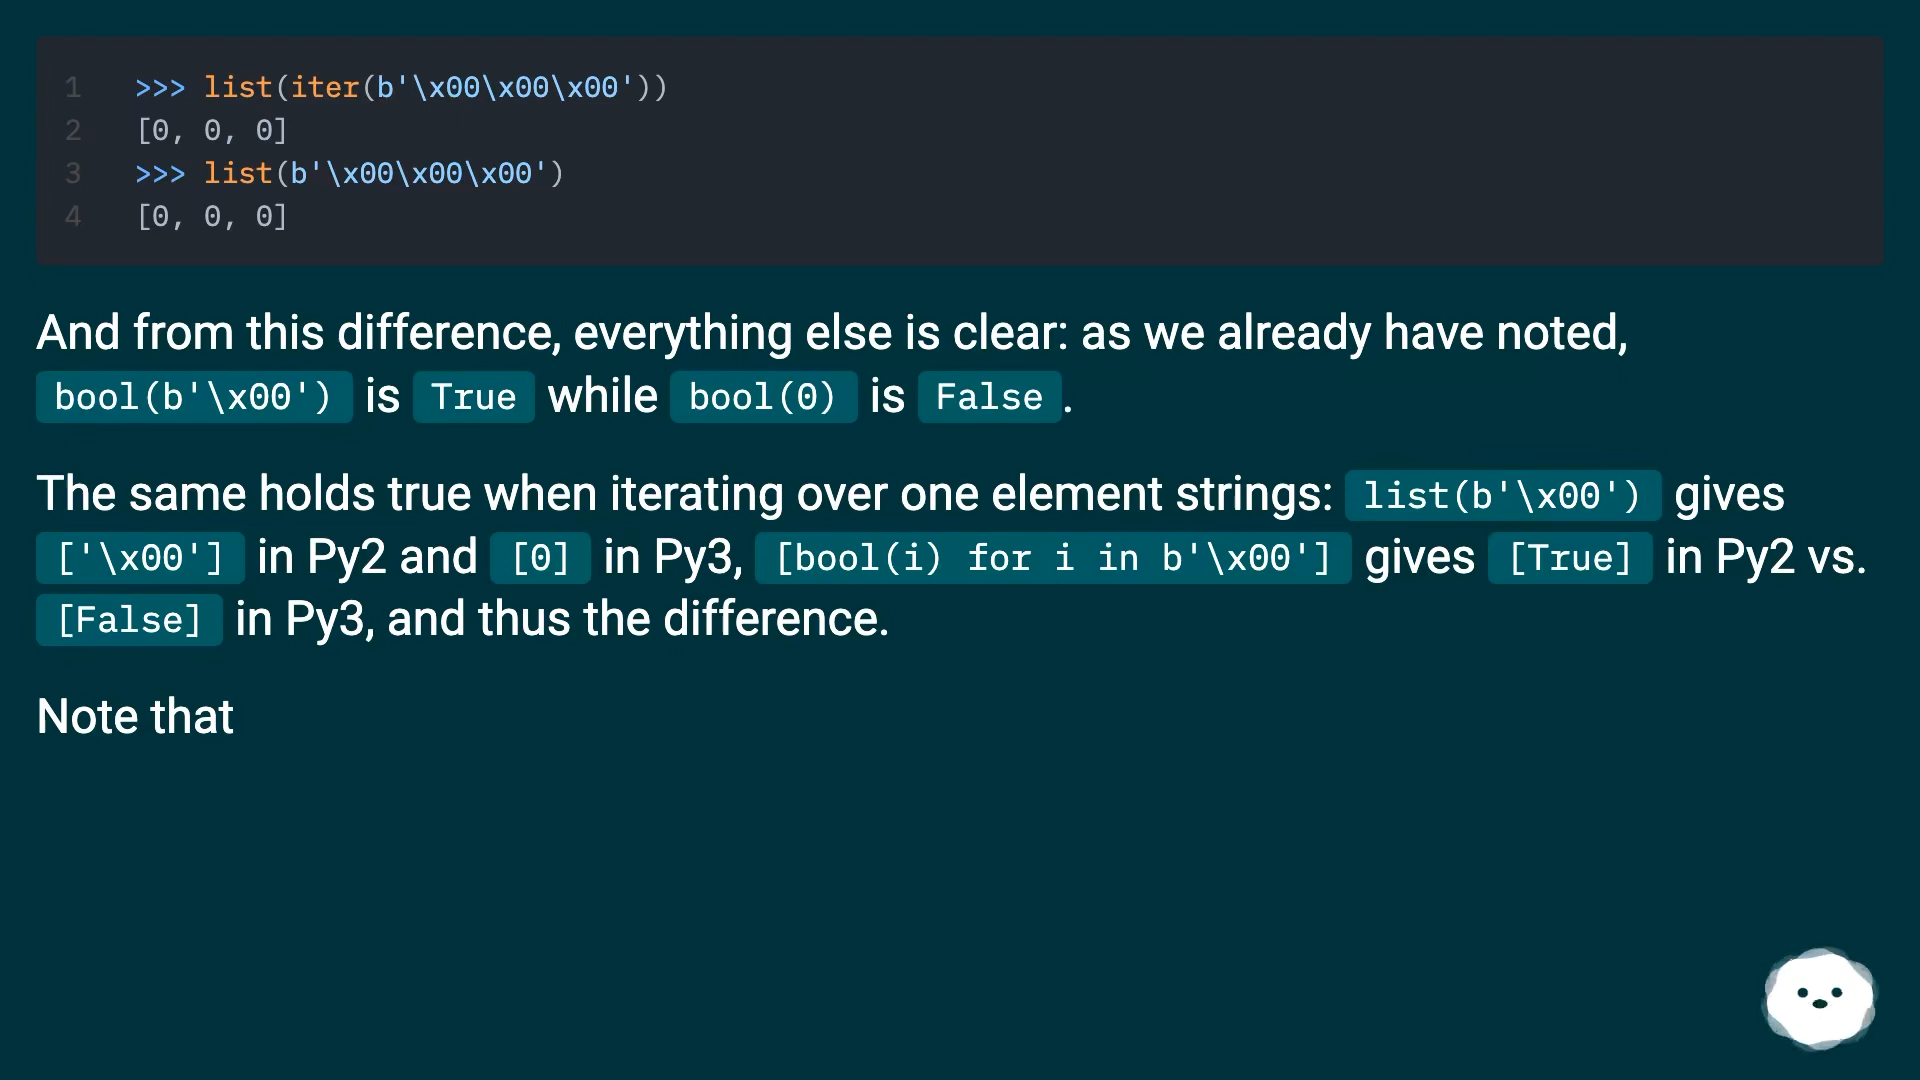 1 >>> list(iter(b'\x00\x00\x00'))
2 [0, 0, 0]
3 >>> list(b'\x00\x00\x00')
4 [0, 0, 0]
And from this difference, everything else is clear: as we already have noted,
bool(b'\x00') is True while bool(0) is False.
The same holds true when iterating over one element strings: list(b'\x00') gives
['\x00'] in Py2 and [0] in Py3, [bool(i) for i in b'\x00'] gives [True] in Py2 vs.
[False] in Py3, and thus the difference.
Note that